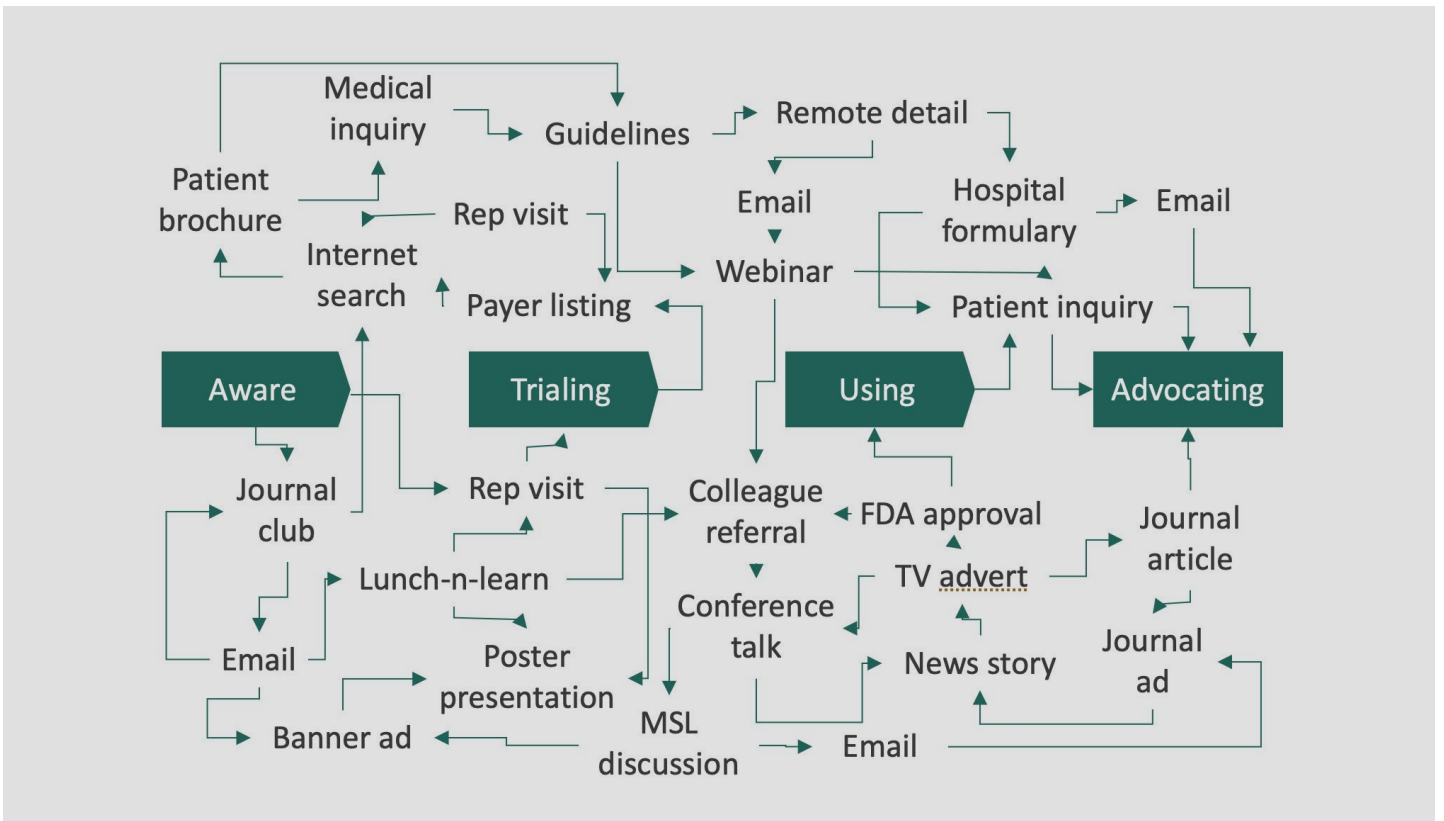 Medical
inquiry
Guidelines
Remote detail
Patient
brochure
Rep visit
Email
Hospital
formulary
Email
Internet
search
Webinar
Payer listing
Patient inquiry
Aware
Trialing
Using
Advocating
Journal
club
Rep visit
Colleague
referral
FDA approval
Journal
article
Lunch-n-learn
TV advert
Conference
talk
Email
Poster
presentation
News story
Journal
ad
Banner ad
MSL
discussion
Email